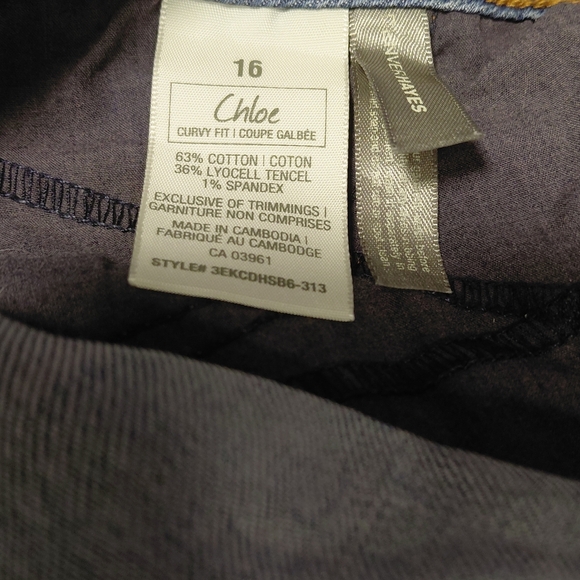 16
Chloe
CURVY FIT | COUPE GALBÉE
63% COTTON | COTON
36% LYOCELL TENCEL
1% SPANDEX
EXCLUSIVE OF TRIMMINGS |
GARNITURE NON COMPRISES
MADE IN CAMBODIA |
FABRIQUÉ AU CAMBODGE
CA 03961
STYLE# 3EKCDHSB6-313
HAYES